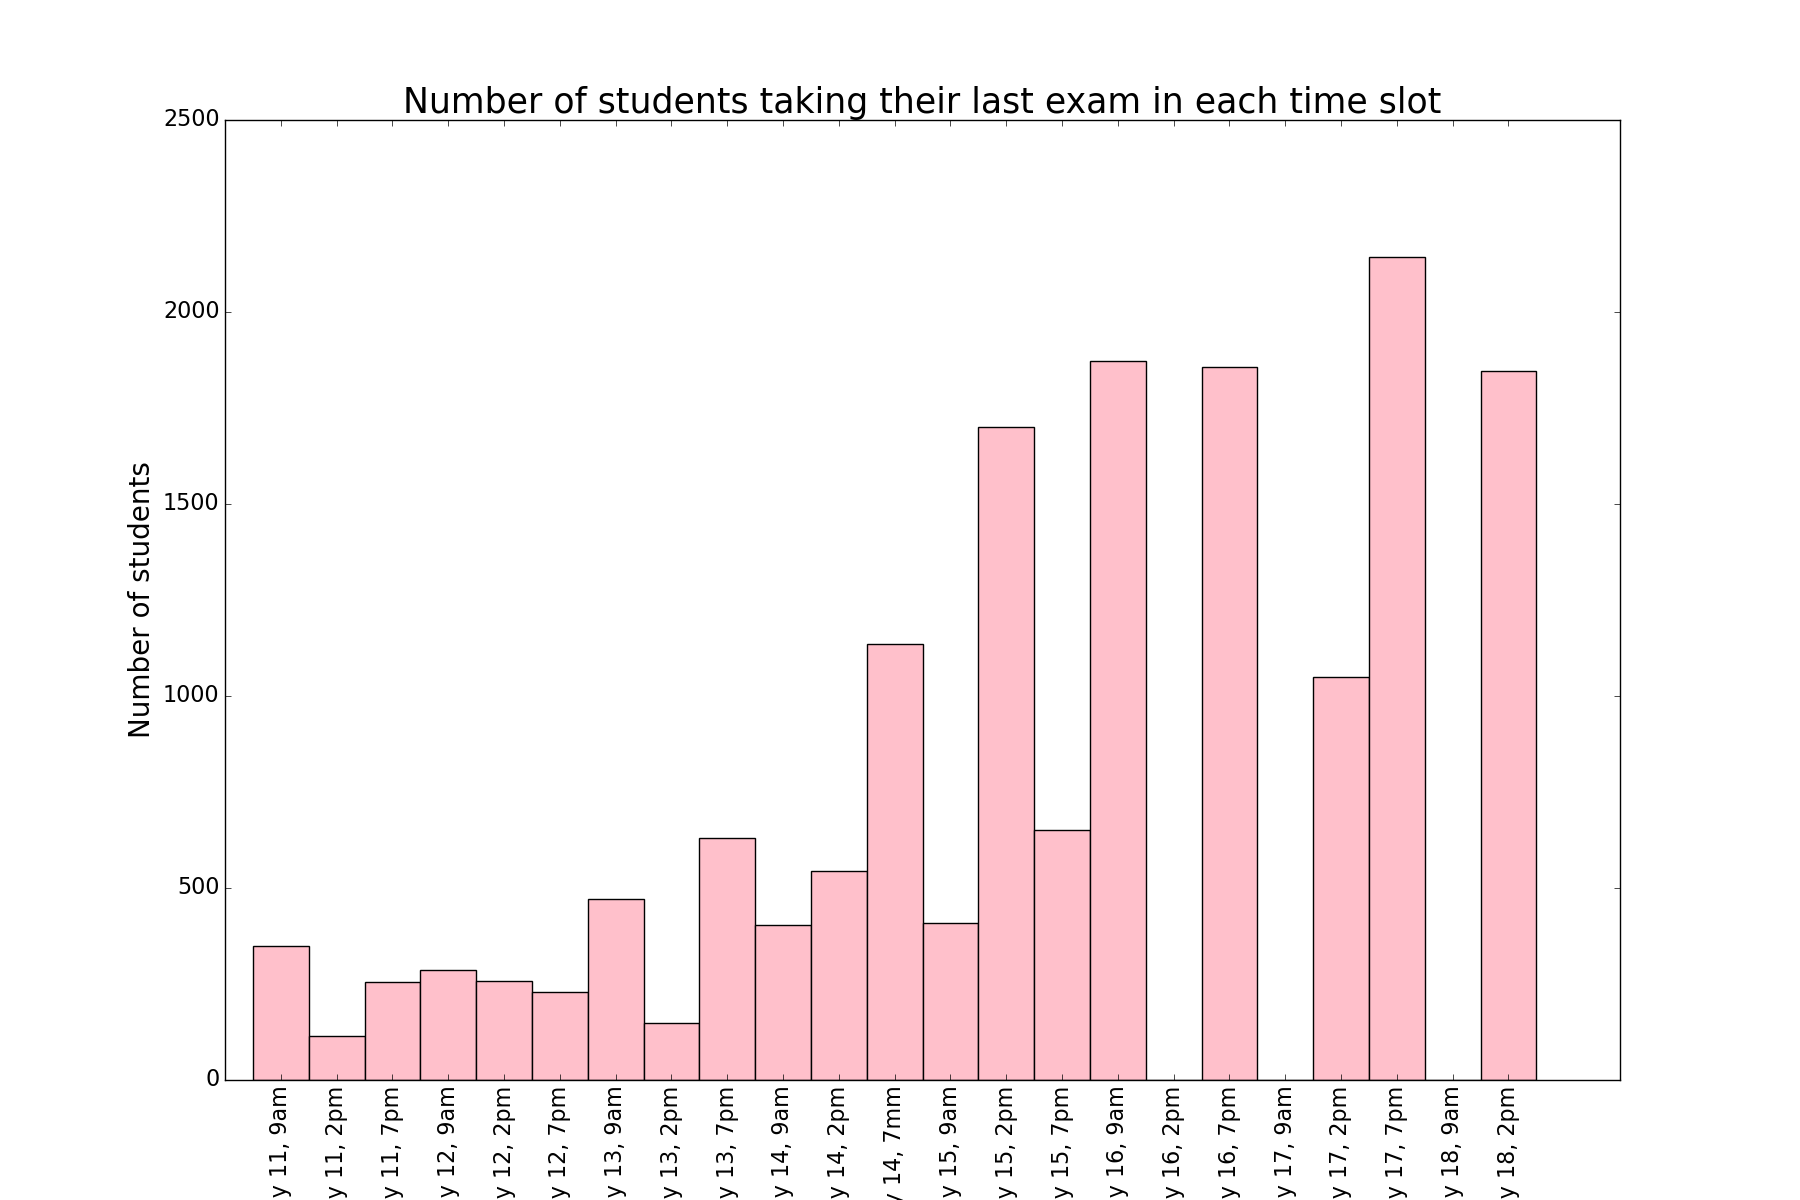 Number of students taking their last exam in each time slot
2500
2000
1500
1000
500
0
Number of students
y 11, 9am
y 11, 2pm
y 11, 7pm
y 12, 9am
y 12, 2pm
y 12, 7pm
y 13, 9am
y 13, 2pm
y 13, 7pm
y 14, 9am
y 14, 2pm
y 14, 7mm
y 15, 9am
y 15, 2pm
y 15, 7pm
y 16, 9am
y 16, 2pm
y 16, 7pm
y 17, 9am
y 17, 2pm
y 17, 7pm
y 18, 9am
y 18, 2pm